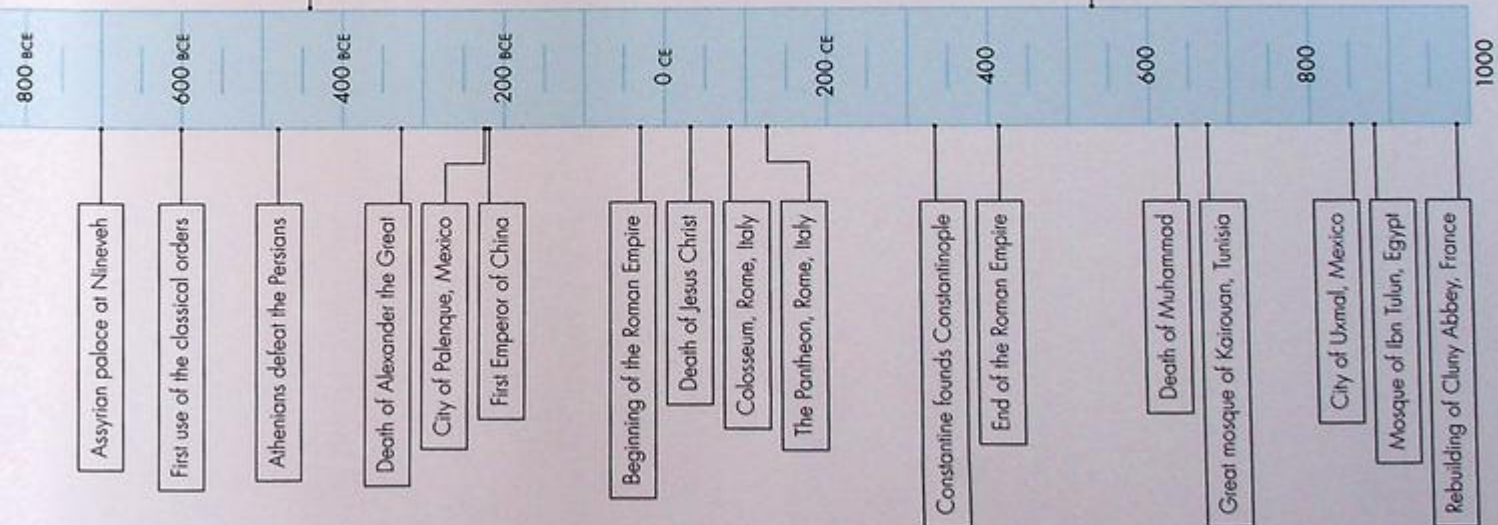 800 BCE
600 BCE
400 BCE
200 BCE
0 CE
200 CE
400
600
800
1000
Assyrian palace at Nineveh
First use of the classical orders
Athenians defeat the Persians
Death of Alexander the Great
City of Palenque, Mexico
First Emperor of China
Beginning of the Roman Empire
Death of Jesus Christ
Colosseum, Rome, Italy
The Pantheon, Rome, Italy
Constantine founds Constantinople
End of the Roman Empire
Death of Muhammad
Great mosque of Kairouan, Tunisia
City of Uxmal, Mexico
Mosque of Ibn Tulun, Egypt
Rebuilding of Cluny Abbey, France